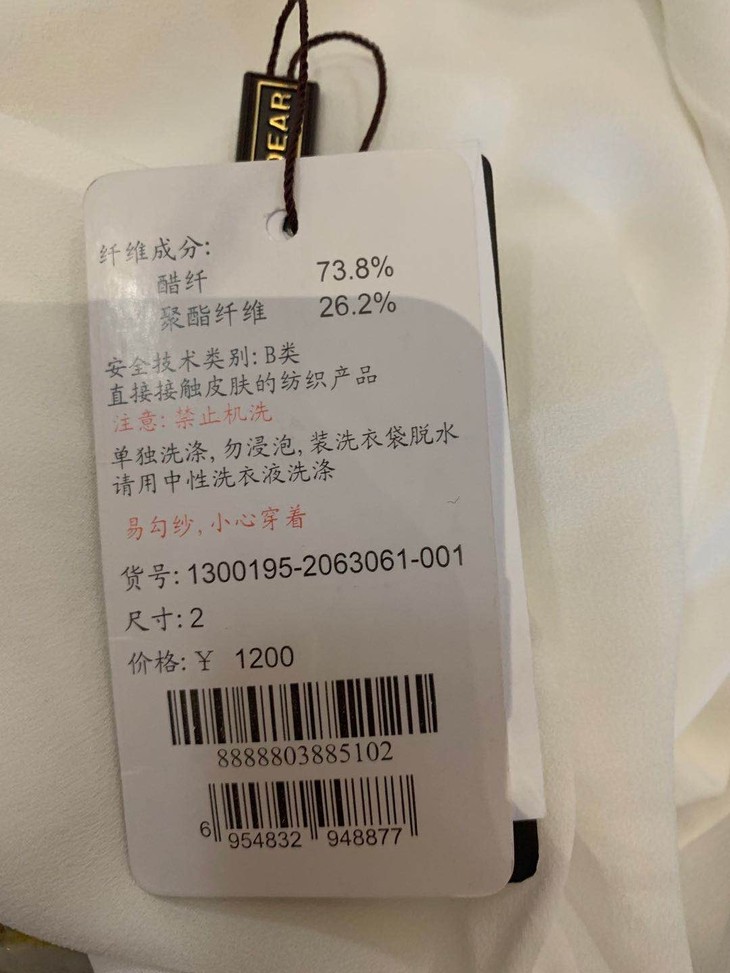 DEAR
纤维成分:
醋纤 73.8%
聚酯纤维 26.2%
安全技术类别: B类
直接接触皮肤的纺织产品
注意: 禁止机洗
单独洗涤, 勿浸泡, 装洗衣袋脱水
请用中性洗衣液洗涤
易勾纱, 小心穿着
货号: 1300195-2063061-001
尺寸: 2
价格: ¥ 1200
8888803885102
6 954832 948877